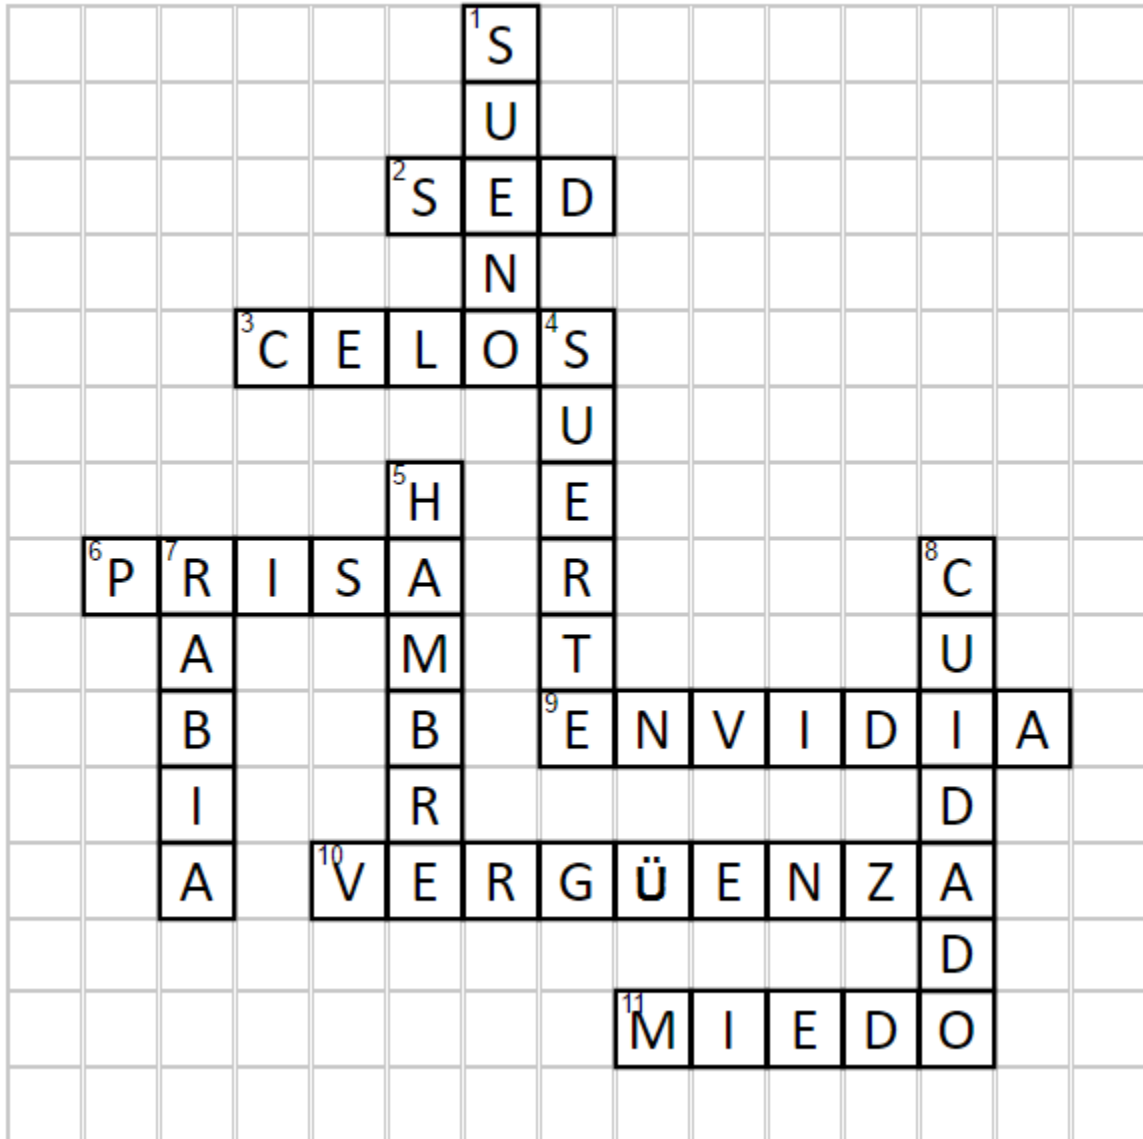 1 S
U
2 S E D
N
3 C E L O 4 S
U
5 H E
6 P 7 R I S A R 8 C
A M T U
B B 9 E N V I D I A
I R D
A 10 V E R G Ü E N Z A
D
11 M I E D O